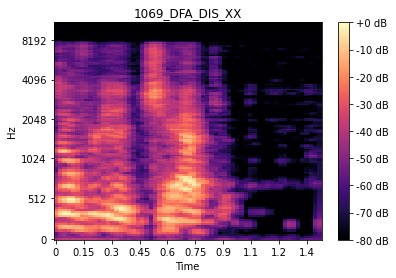 1069_DFA_DIS_XX
8192
4096
2048
1024
512
0
Hz
0 0.15 0.3 0.45 0.6 0.75 0.9 1.1 1.2 1.4
Time
+0 dB
-10 dB
-20 dB
-30 dB
-40 dB
-50 dB
-60 dB
-70 dB
-80 dB